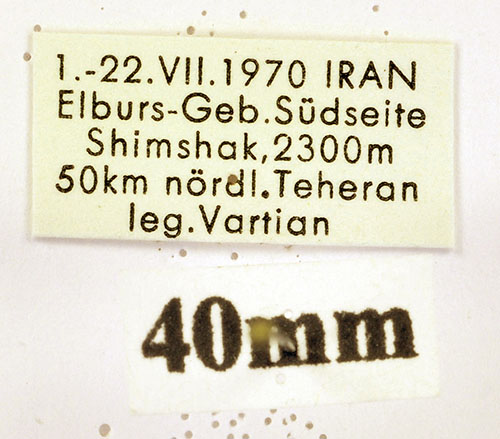 1.-22.VII.1970 IRAN
Elburs-Geb.Südseite
Shimshak,2300m
50km nördl.Teheran
leg.Vartian
40mm